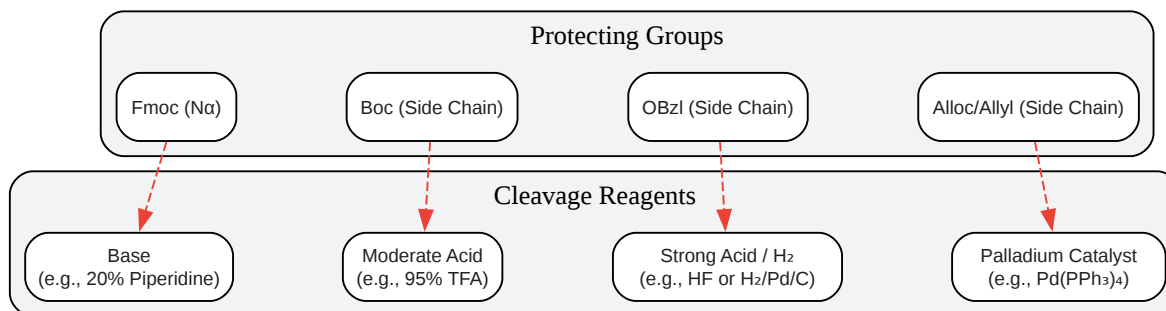 Protecting Groups
Fmoc (Nα)
Boc (Side Chain)
OBzl (Side Chain)
Alloc/Allyl (Side Chain)
Cleavage Reagents
Base
(e.g., 20% Piperidine)
Moderate Acid
(e.g., 95% TFA)
Strong Acid / H₂
(e.g., HF or H₂/Pd/C)
Palladium Catalyst
(e.g., Pd(PPh₃)₄)